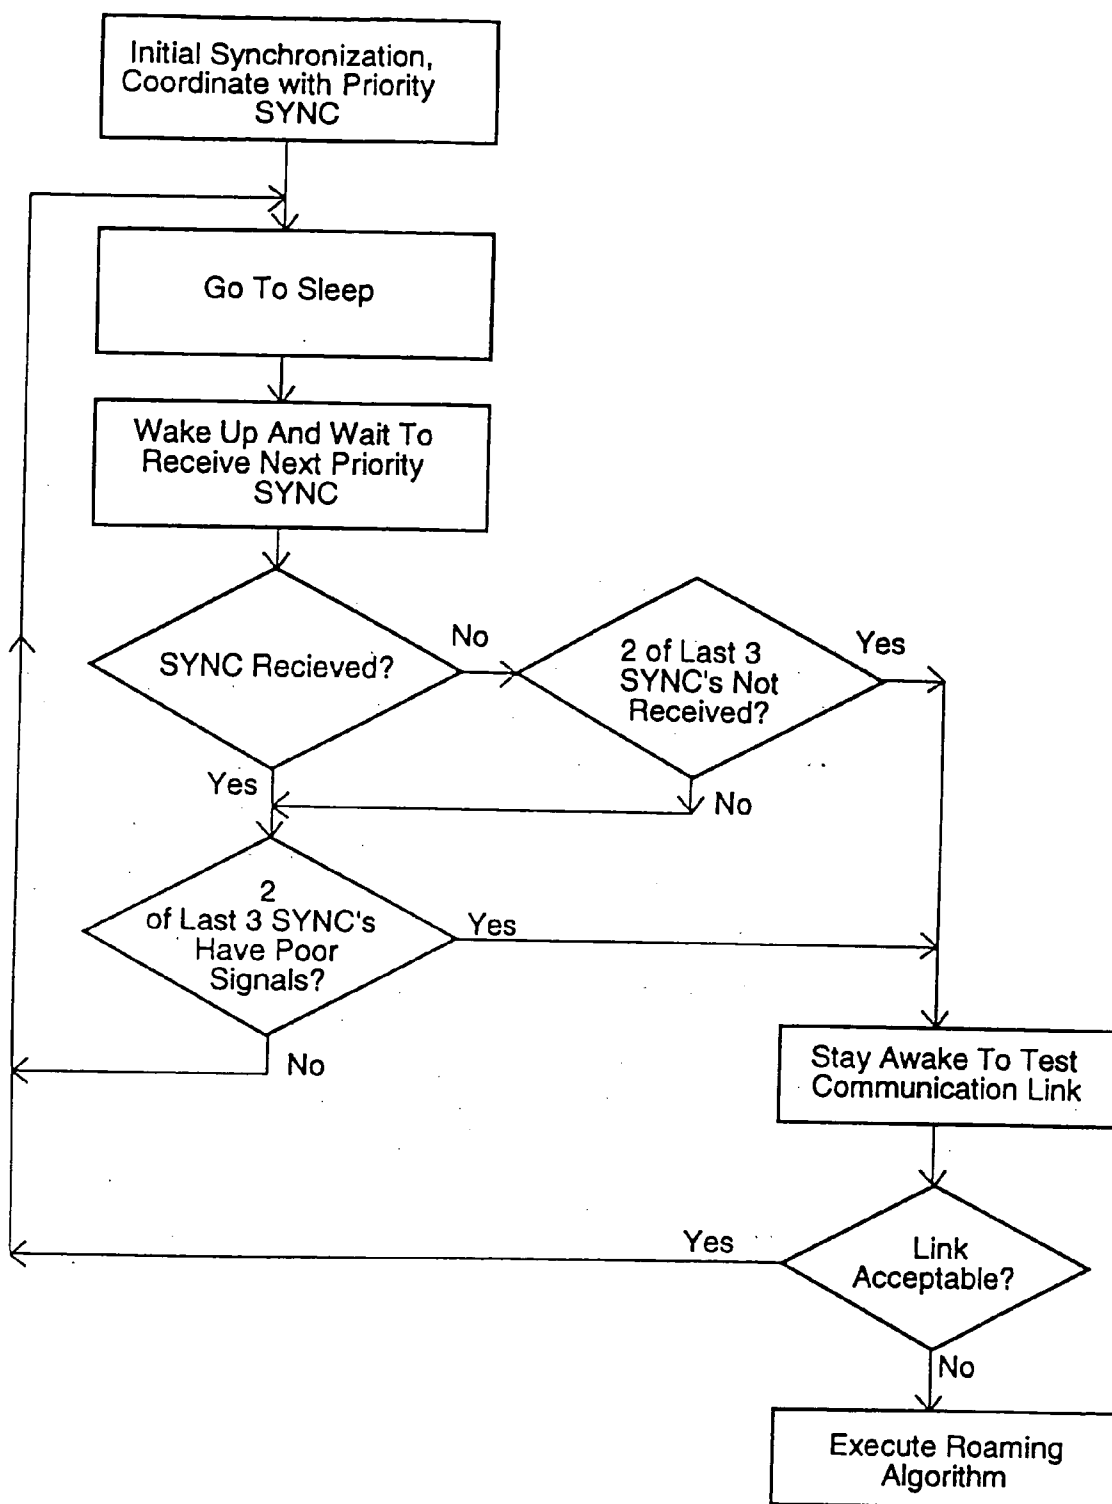 Initial Synchronization,
Coordinate with Priority
SYNC
Go To Sleep
Wake Up And Wait To
Receive Next Priority
SYNC
SYNC Recieved?
No
2 of Last 3
SYNC's Not
Received?
Yes
Yes
No
2
of Last 3 SYNC's
Have Poor
Signals?
Yes
No
Stay Awake To Test
Communication Link
Yes
Link
Acceptable?
No
Execute Roaming
Algorithm